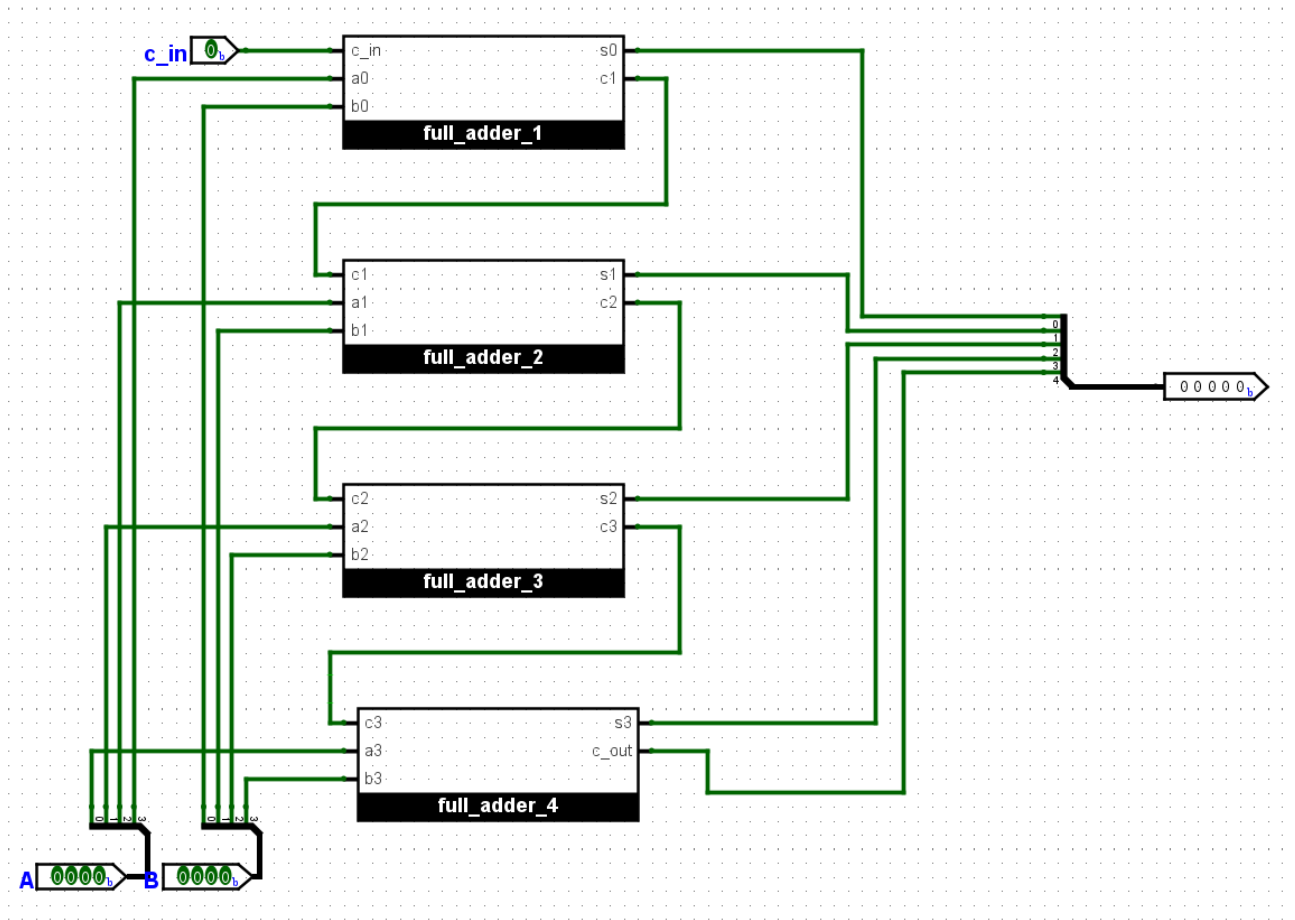 c_in 0b
c_in s0
a0 c1
b0
full_adder_1
c1 s1
a1 c2
b1
full_adder_2
0
1
2
3
4
00000b
c2 s2
a2 c3
b2
full_adder_3
c3 s3
a3 c_out
b3
full_adder_4
0 1 2 3 0 1 2 3
A 0000b B 0000b